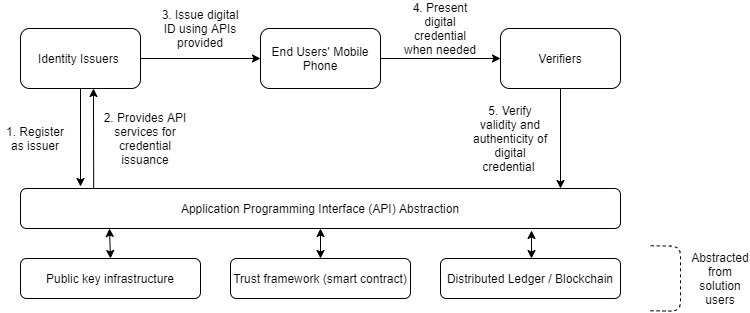 3. Issue digital
ID using APIs
provided
4. Present
digital
credential
when needed
Identity Issuers
End Users' Mobile
Phone
Verifiers
1. Register
as issuer
2. Provides API
services for
credential
issuance
5. Verify
validity and
authenticity of
digital
credential
Application Programming Interface (API) Abstraction
Public key infrastructure
Trust framework (smart contract)
Distributed Ledger / Blockchain
Abstracted
from
solution
users